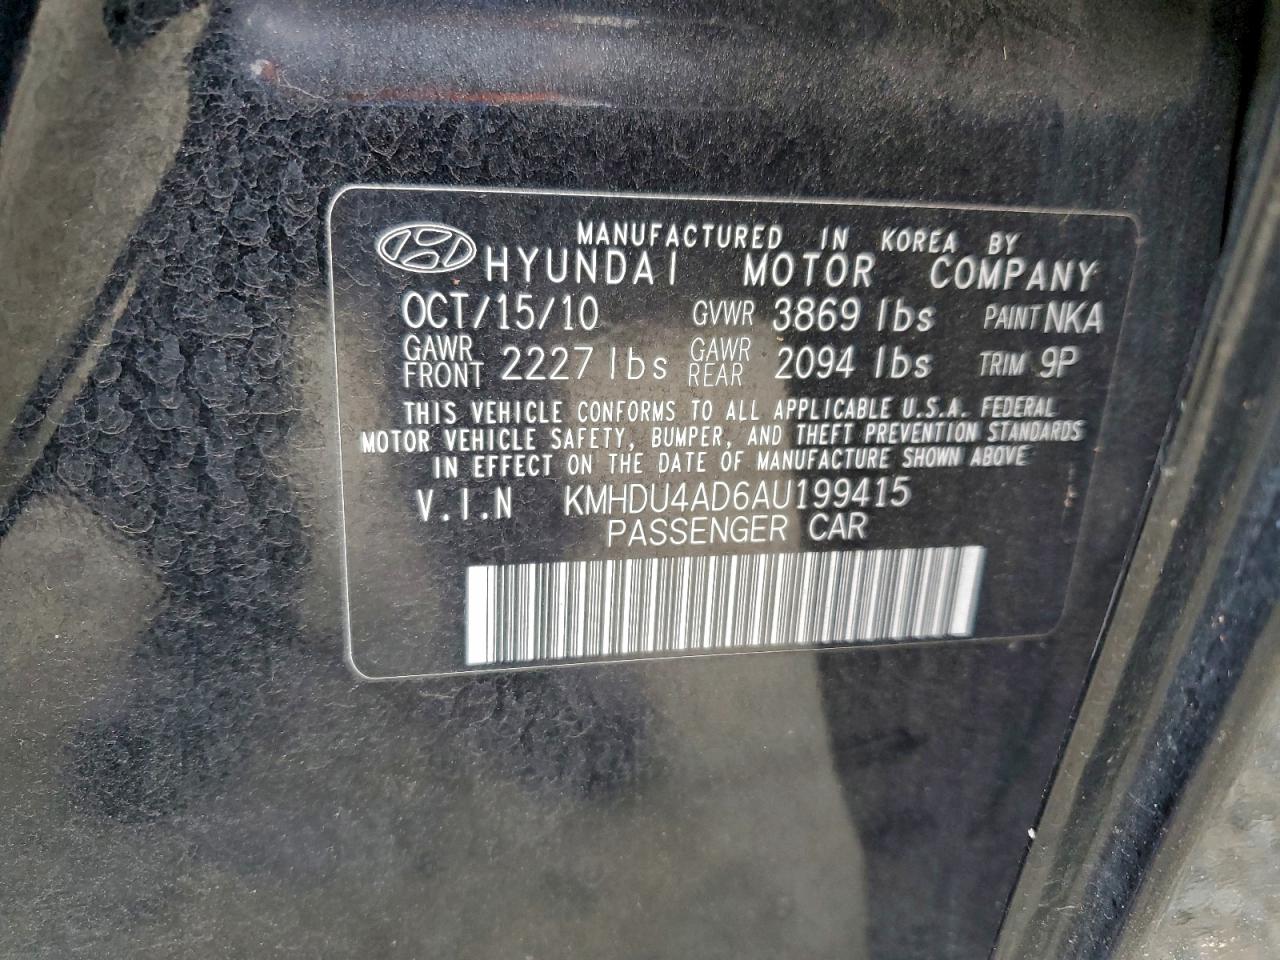 MANUFACTURED IN KOREA BY
HYUNDAI MOTOR COMPANY
OCT/15/10 GVWR 3869 lbs PAINT NKA
GAWR FRONT 2227 lbs GAWR REAR 2094 lbs TRIM 9P
THIS VEHICLE CONFORMS TO ALL APPLICABLE U.S.A. FEDERAL
MOTOR VEHICLE SAFETY, BUMPER, AND THEFT PREVENTION STANDARDS
IN EFFECT ON THE DATE OF MANUFACTURE SHOWN ABOVE
V.I.N KMHDU4AD6AU199415
PASSENGER CAR